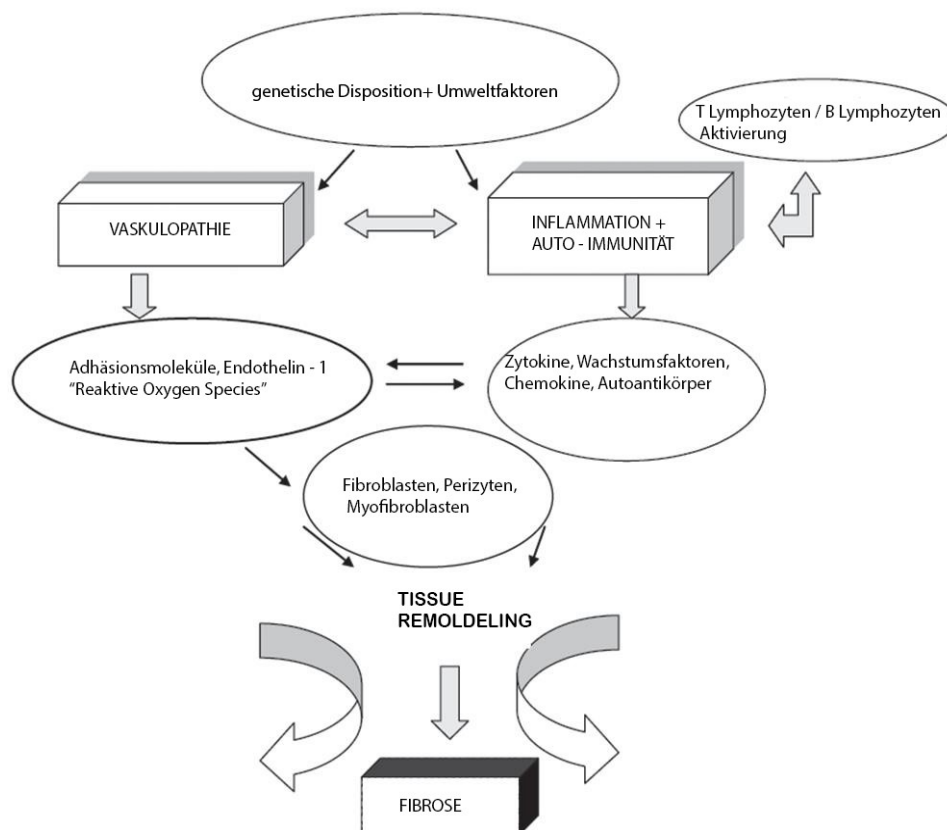 genetische Disposition+ Umweltfaktoren
T Lymphozyten / B Lymphozyten
Aktivierung
VASKULOPATHIE
INFLAMMATION +
AUTO - IMMUNITÄT
Adhäsionsmoleküle, Endothelin - 1
"Reaktive Oxygen Species"
Zytokine, Wachstumsfaktoren,
Chemokine, Autoantikörper
Fibroblasten, Perizyten,
Myofibroblasten
TISSUE
REMOLDELING
FIBROSE